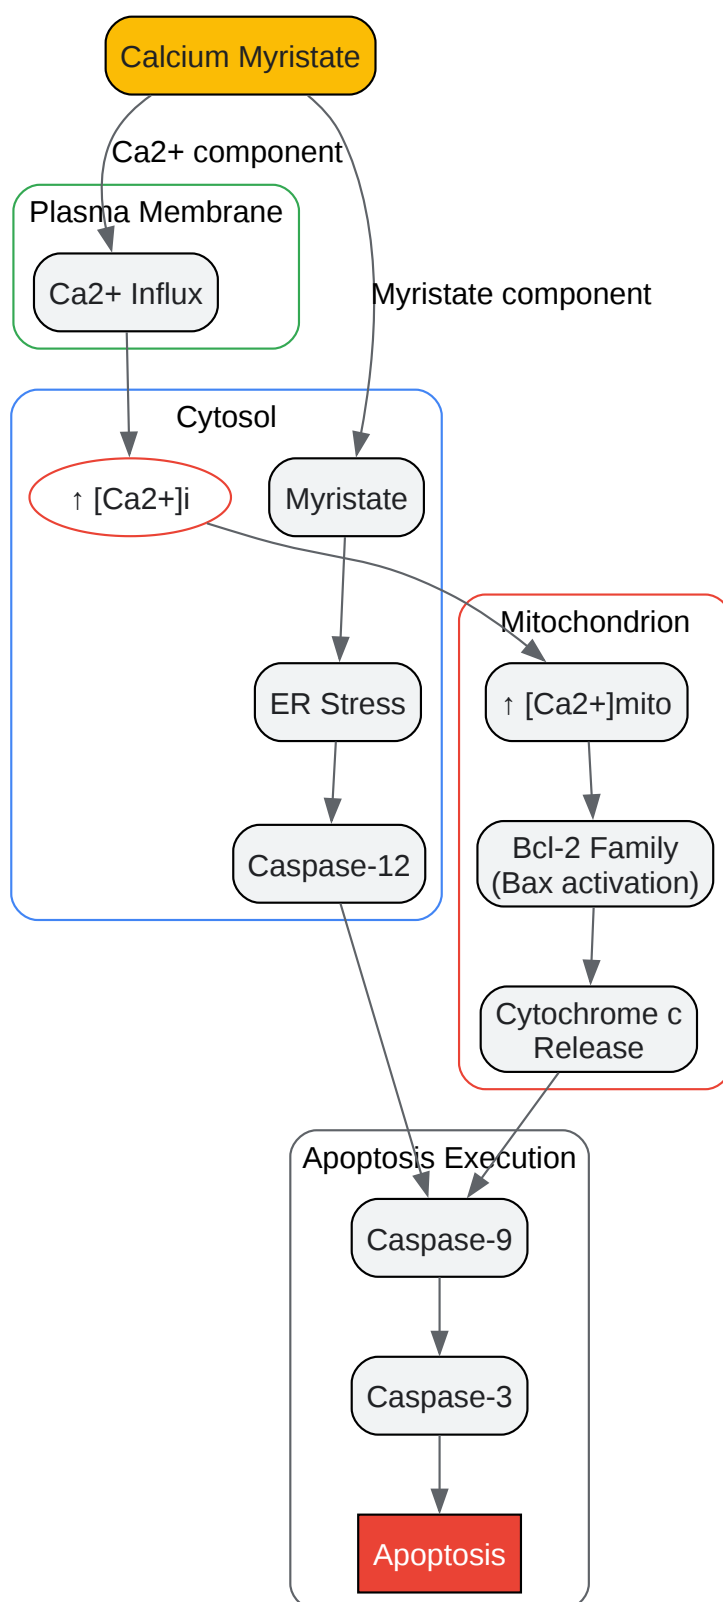 Calcium Myristate
Ca2+ component
Plasma Membrane
Ca2+ Influx
Myristate component
Cytosol
↑ [Ca2+]i
Myristate
Mitochondrion
ER Stress
↑ [Ca2+]mito
Caspase-12
Bcl-2 Family
(Bax activation)
Cytochrome c
Release
Apoptosis Execution
Caspase-9
Caspase-3
Apoptosis